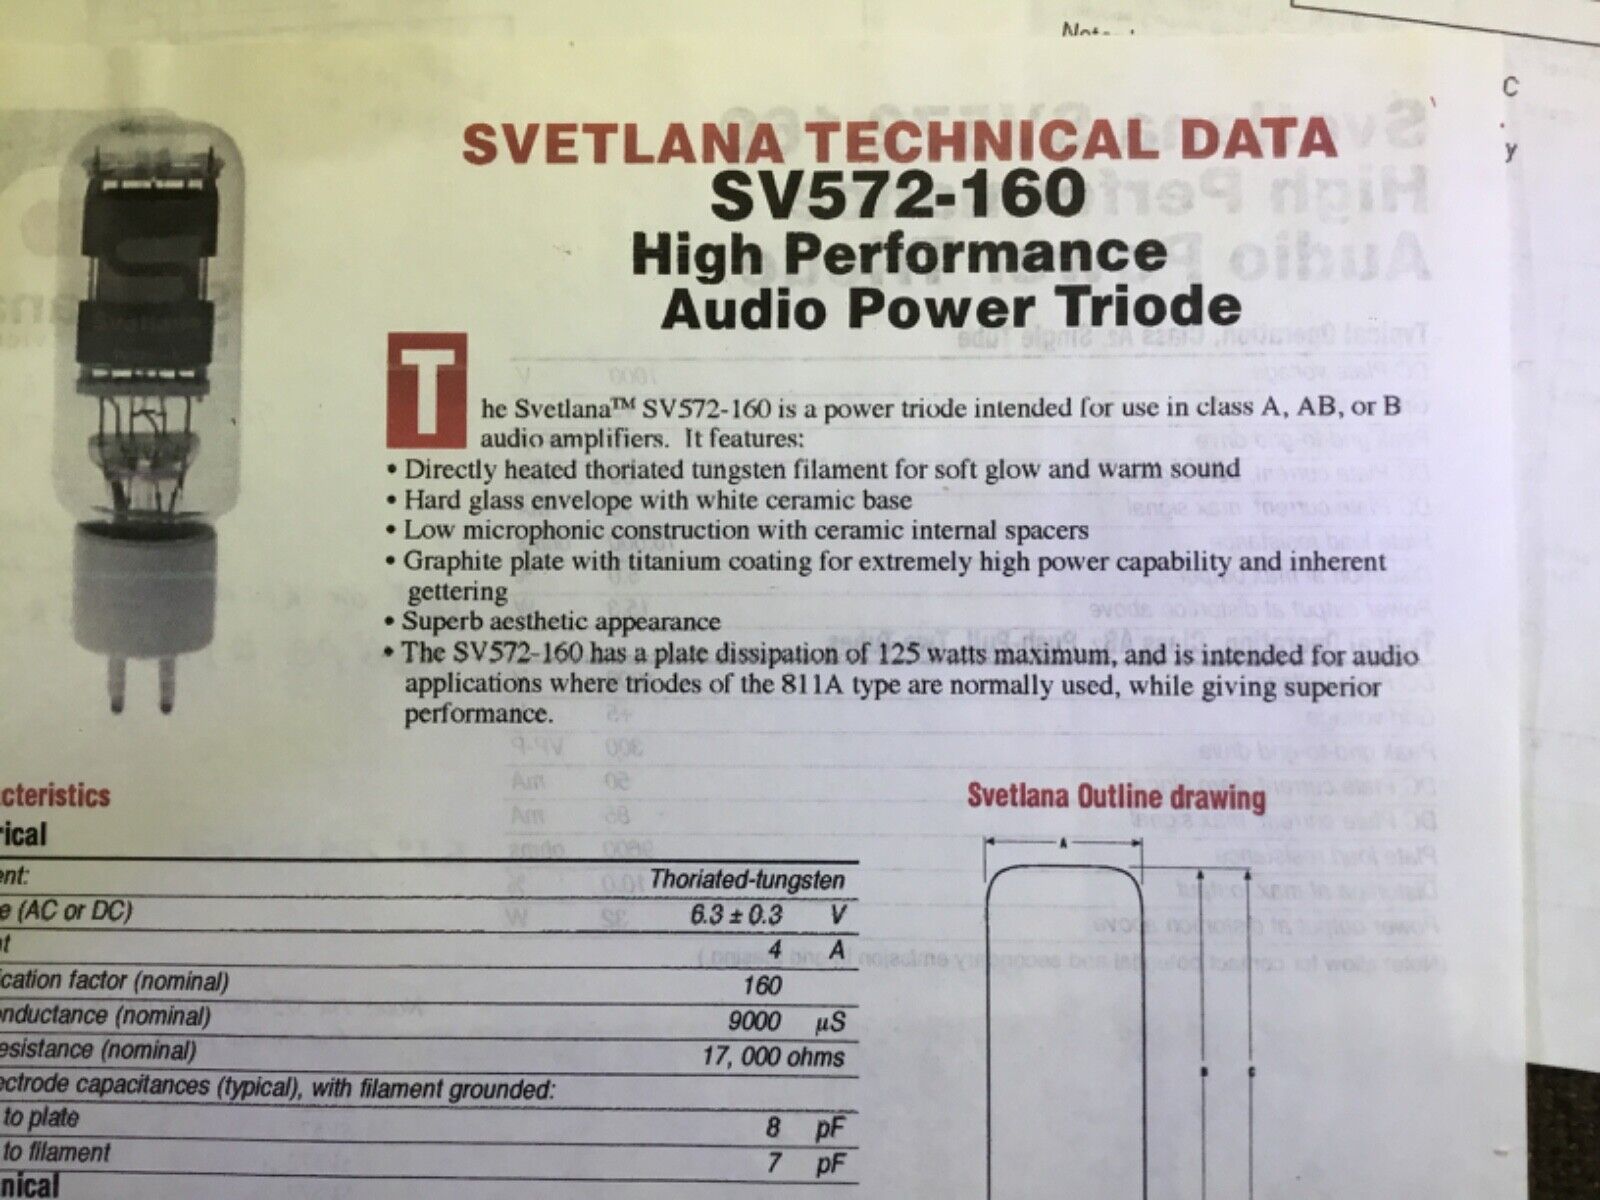 SVETLANA TECHNICAL DATA
SV572-160
High Performance
Audio Power Triode
The Svetlana™ SV572-160 is a power triode intended for use in class A, AB, or B
audio amplifiers. It features:
• Directly heated thoriated tungsten filament for soft glow and warm sound
• Hard glass envelope with white ceramic base
• Low microphonic construction with ceramic internal spacers
• Graphite plate with titanium coating for extremely high power capability and inherent
gettering
• Superb aesthetic appearance
• The SV572-160 has a plate dissipation of 125 watts maximum, and is intended for audio
applications where triodes of the 811A type are normally used, while giving superior
performance.
cteristics
rical
ent: Thoriated-tungsten
e (AC or DC) 6.3 ± 0.3 V
t 4 A
ication factor (nominal) 160
onductance (nominal) 9000 µS
esistance (nominal) 17, 000 ohms
ectrode capacitances (typical), with filament grounded:
to plate 8 pF
to filament 7 pF
nical
Svetlana Outline drawing
A
B C
C
y